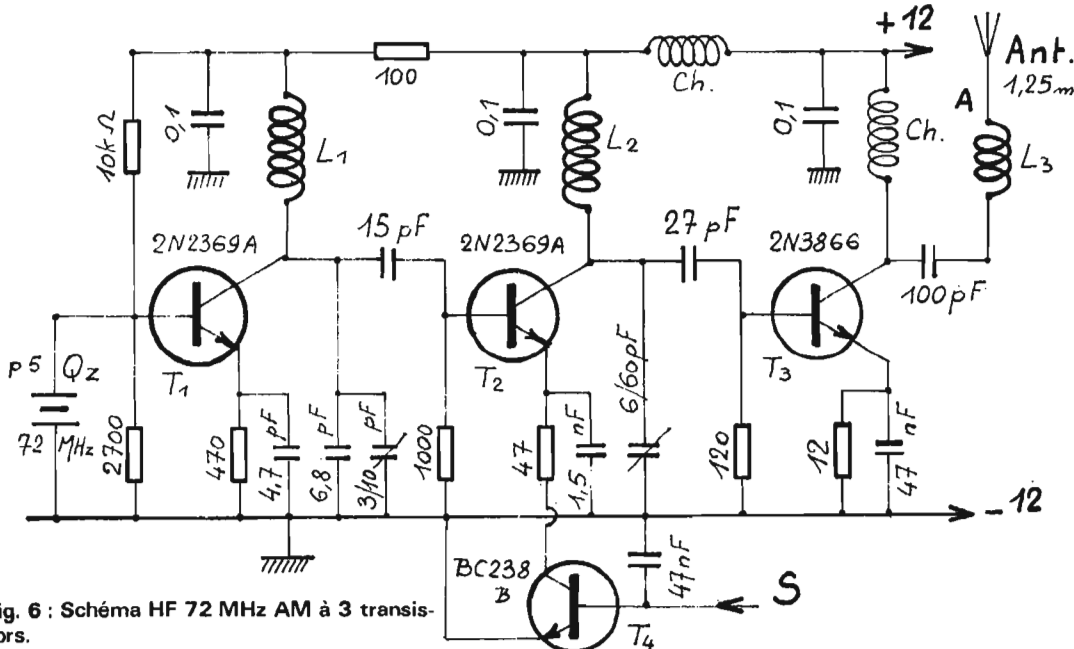 +12
Ant.
1,25m
A
100
Ch.
Ch.
10kΩ
0,1
L1
0,1
L2
0,1
L3
2N2369A
15 pF
2N2369A
27 pF
2N3866
100pF
T1
T2
T3
p5 Qz
72 MHz
2700
470
4,7 pF
6,8 pF
3/10 pF
1000
47
1,5 nF
6/60pF
120
12
47 nF
-12
BC238
B
47nF
S
T4
ig. 6 : Schéma HF 72 MHz AM à 3 transis-
ors.